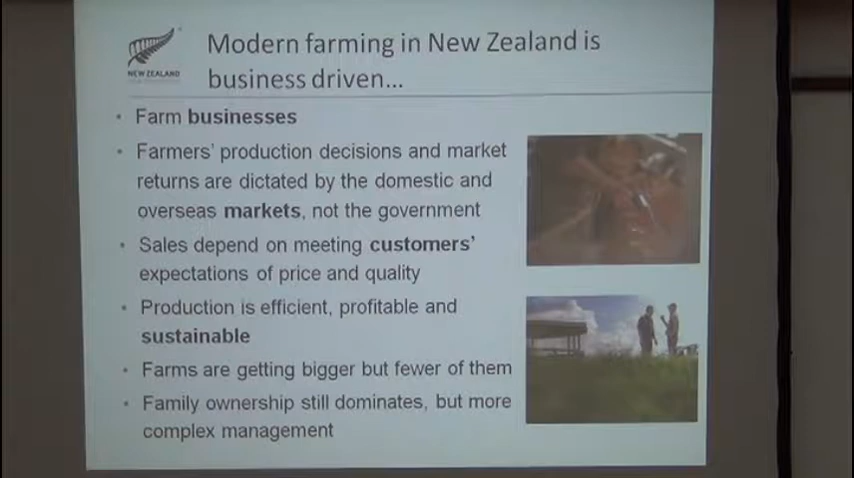 Modern farming in New Zealand is
business driven...
NEW ZEALAND
• Farm businesses
• Farmers' production decisions and market
returns are dictated by the domestic and
overseas markets, not the government
• Sales depend on meeting customers'
expectations of price and quality
• Production is efficient, profitable and
sustainable
• Farms are getting bigger but fewer of them
• Family ownership still dominates, but more
complex management